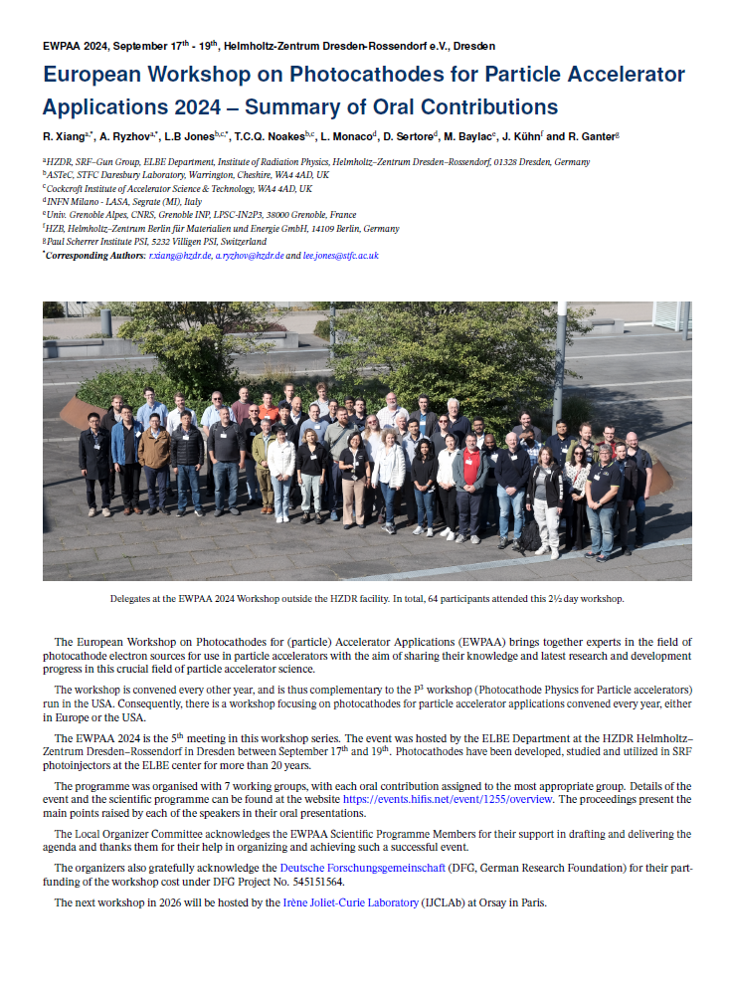 EWPAA 2024, September 17th - 19th, Helmholtz-Zentrum Dresden-Rossendorf e.V., Dresden
European Workshop on Photocathodes for Particle Accelerator
Applications 2024 – Summary of Oral Contributions
R. Xianga,*, A. Ryzhova,*, L.B Jonesb,c,*, T.C.Q. Noakesb,c, L. Monacod, D. Sertored, M. Baylace, J. Kühnf and R. Ganterg
aHZDR, SRF–Gun Group, ELBE Department, Institute of Radiation Physics, Helmholtz–Zentrum Dresden–Rossendorf, 01328 Dresden, Germany
bASTeC, STFC Daresbury Laboratory, Warrington, Cheshire, WA4 4AD, UK
cCockcroft Institute of Accelerator Science & Technology, WA4 4AD, UK
dINFN Milano - LASA, Segrate (MI), Italy
eUniv. Grenoble Alpes, CNRS, Grenoble INP, LPSC-IN2P3, 38000 Grenoble, France
fHZB, Helmholtz–Zentrum Berlin für Materialien und Energie GmbH, 14109 Berlin, Germany
gPaul Scherrer Institute PSI, 5232 Villigen PSI, Switzerland
*Corresponding Authors: r.xiang@hzdr.de, a.ryzhov@hzdr.de and lee.jones@stfc.ac.uk
Delegates at the EWPAA 2024 Workshop outside the HZDR facility. In total, 64 participants attended this 2½ day workshop.
The European Workshop on Photocathodes for (particle) Accelerator Applications (EWPAA) brings together experts in the field of
photocathode electron sources for use in particle accelerators with the aim of sharing their knowledge and latest research and development
progress in this crucial field of particle accelerator science.
The workshop is convened every other year, and is thus complementary to the P3 workshop (Photocathode Physics for Particle accelerators)
run in the USA. Consequently, there is a workshop focusing on photocathodes for particle accelerator applications convened every year, either
in Europe or the USA.
The EWPAA 2024 is the 5th meeting in this workshop series. The event was hosted by the ELBE Department at the HZDR Helmholtz–
Zentrum Dresden–Rossendorf in Dresden between September 17th and 19th. Photocathodes have been developed, studied and utilized in SRF
photoinjectors at the ELBE center for more than 20 years.
The programme was organised with 7 working groups, with each oral contribution assigned to the most appropriate group. Details of the
event and the scientific programme can be found at the website https://events.hifis.net/event/1255/overview. The proceedings present the
main points raised by each of the speakers in their oral presentations.
The Local Organizer Committee acknowledges the EWPAA Scientific Programme Members for their support in drafting and delivering the
agenda and thanks them for their help in organizing and achieving such a successful event.
The organizers also gratefully acknowledge the Deutsche Forschungsgemeinschaft (DFG, German Research Foundation) for their part-
funding of the workshop cost under DFG Project No. 545151564.
The next workshop in 2026 will be hosted by the Irène Joliet-Curie Laboratory (IJCLAb) at Orsay in Paris.